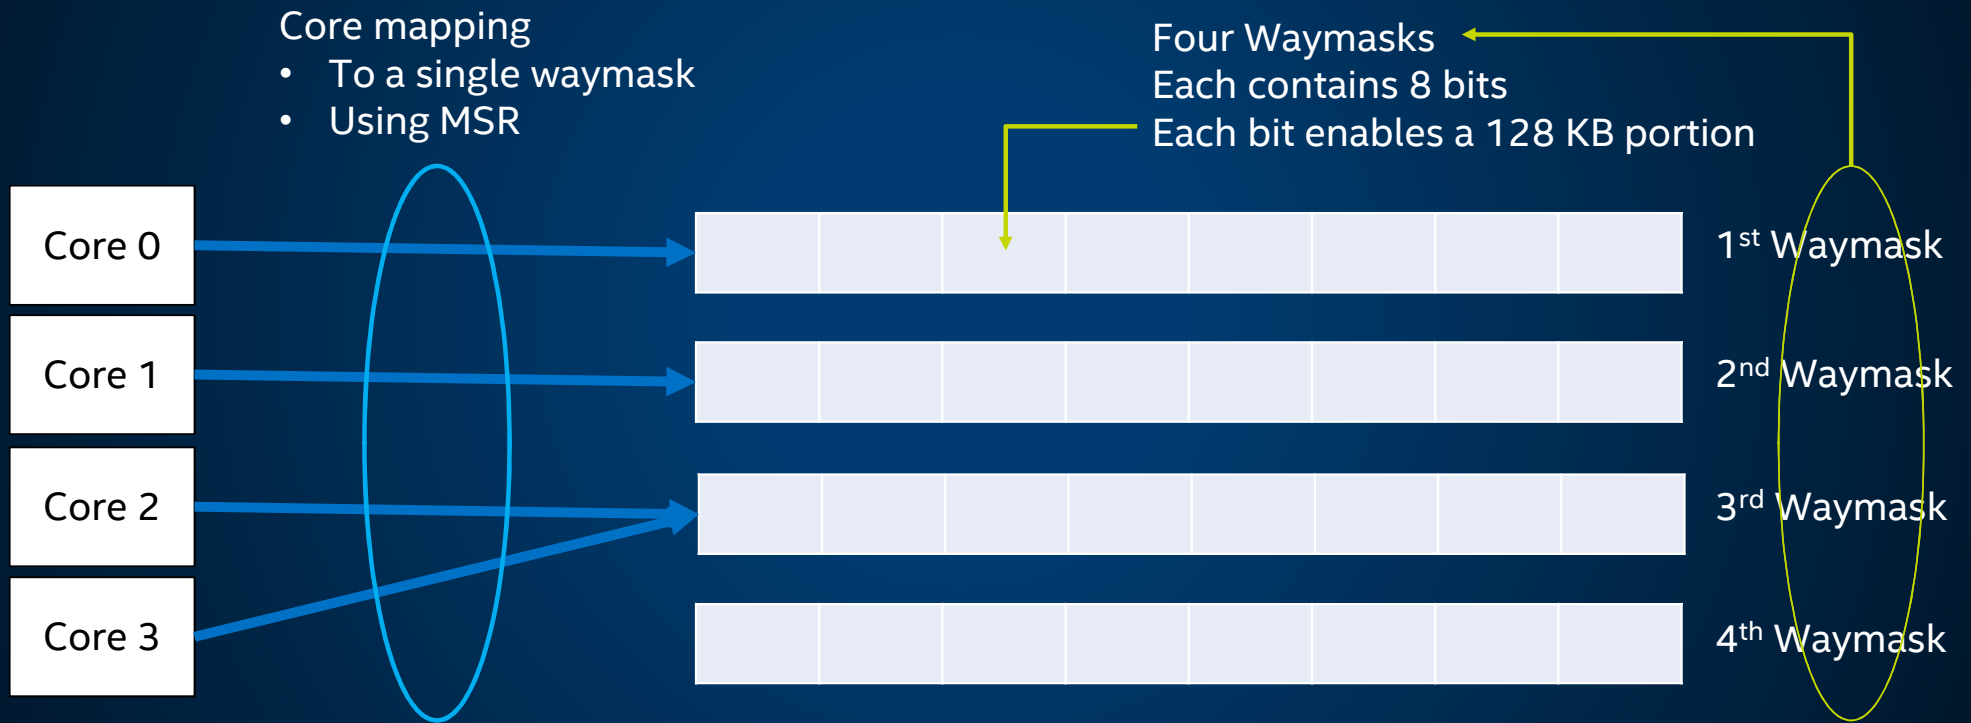 Core mapping
• To a single waymask
• Using MSR
Four Waymasks
Each contains 8 bits
Each bit enables a 128 KB portion
Core 0
1st Waymask
Core 1
2nd Waymask
Core 2
3rd Waymask
Core 3
4th Waymask